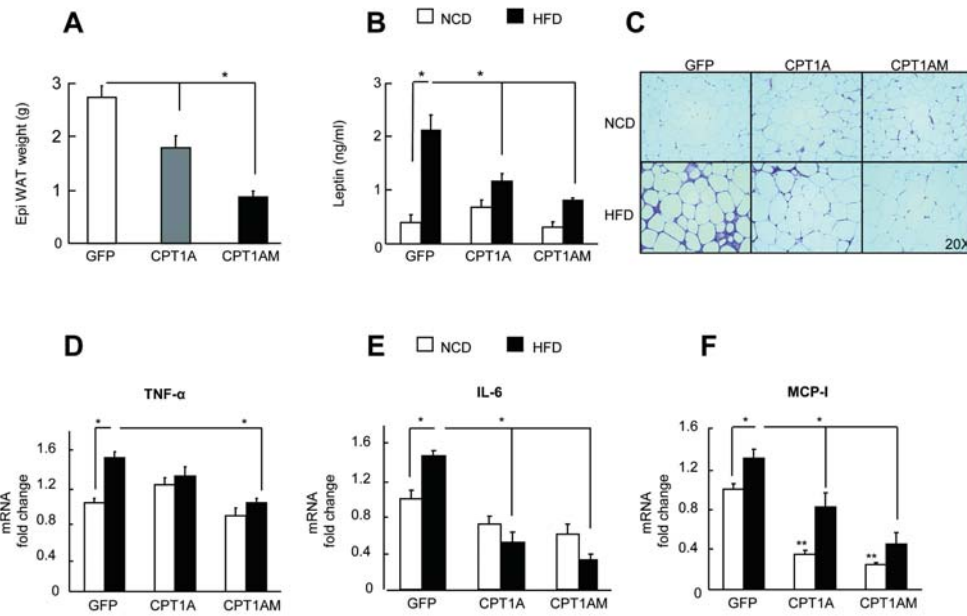 A
B
NCD HFD
C
Epi WAT weight (g)
3
2
1
0
*
GFP CPT1A CPT1AM
Leptin (ng/ml)
3
2
1
0
* *
GFP CPT1A CPT1AM
GFP CPT1A CPT1AM
NCD
HFD
20X
D
E
NCD HFD
F
TNF-α
mRNA
fold change
1.6
1.2
0.8
0.4
0
* *
GFP CPT1A CPT1AM
IL-6
mRNA
fold change
1.6
1.2
0.8
0.4
0
* *
GFP CPT1A CPT1AM
MCP-I
mRNA
fold change
1.6
1.2
0.8
0.4
0
* *
** **
GFP CPT1A CPT1AM